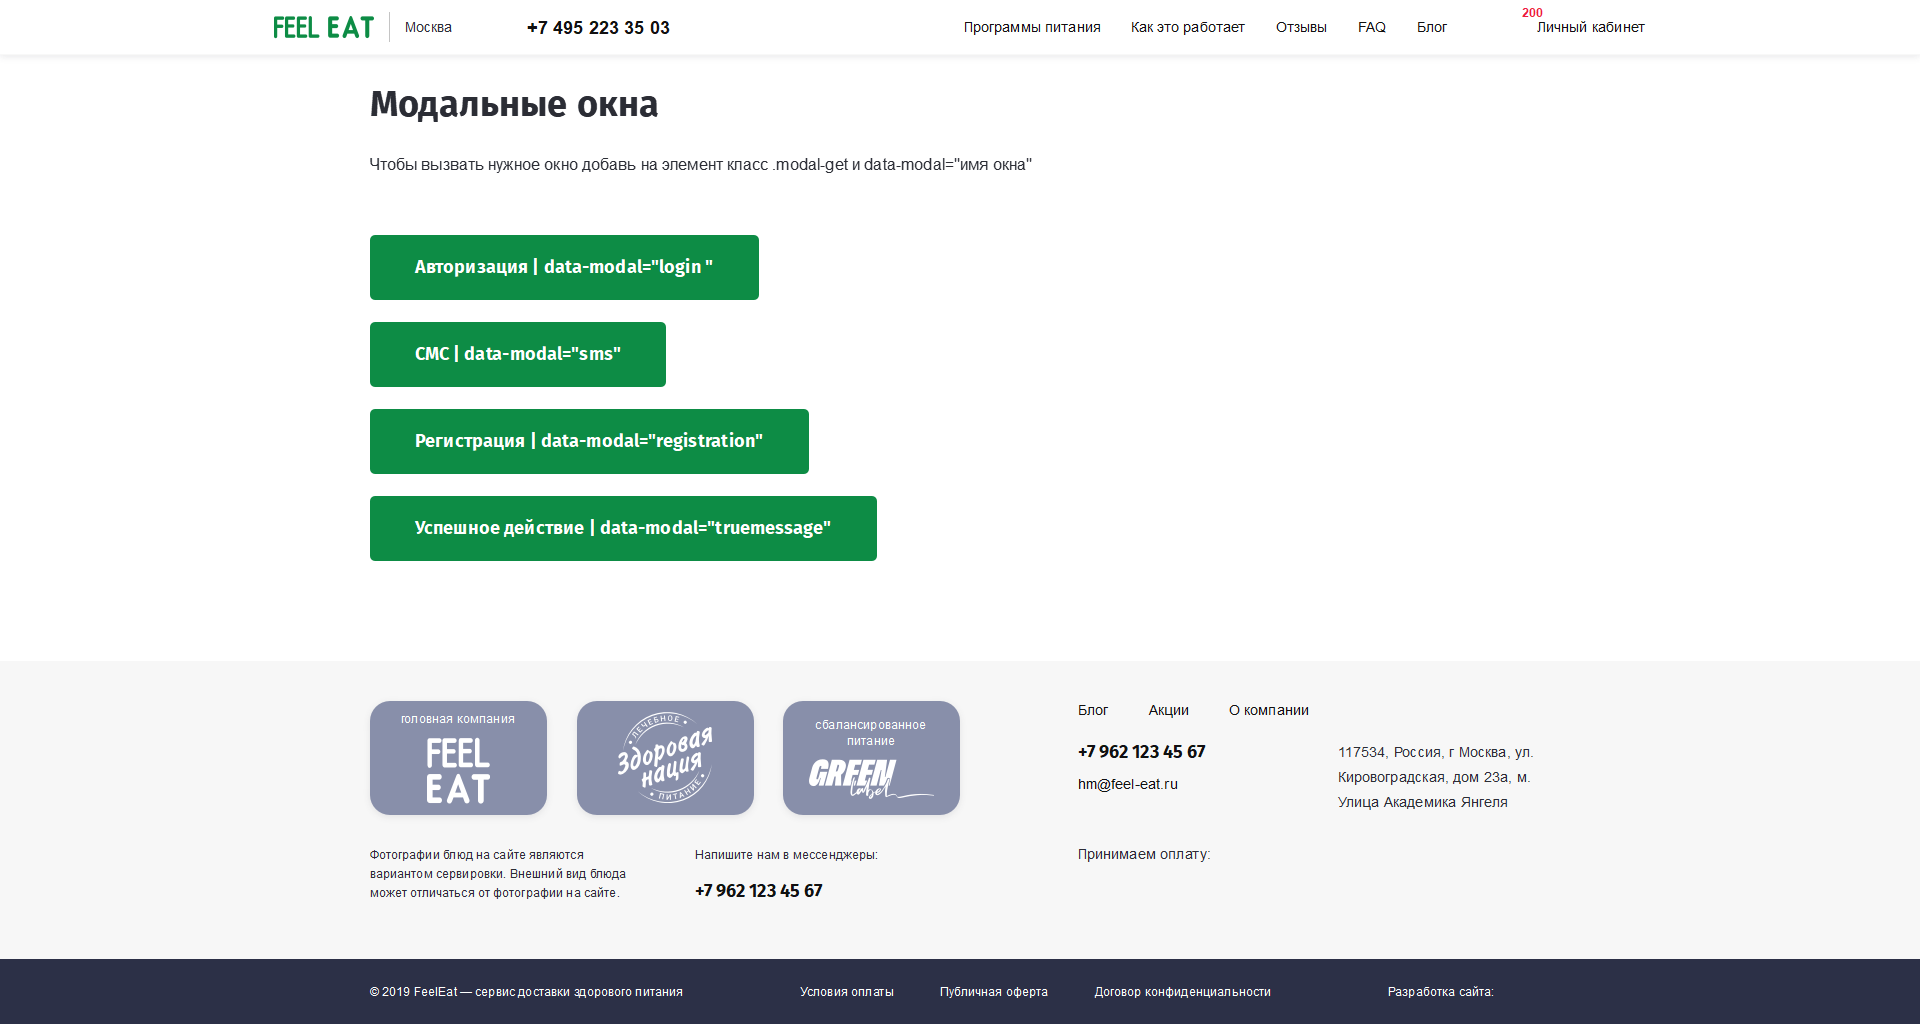 FEEL EAT
Москва
+7 495 223 35 03
Программы питания
Как это работает
Отзывы
FAQ
Блог
200
Личный кабинет
Модальные окна
Чтобы вызвать нужное окно добавь на элемент класс .modal-get и data-modal="имя окна"
Авторизация | data-modal="login "
СМС | data-modal="sms"
Регистрация | data-modal="registration"
Успешное действие | data-modal="truemessage"
головная компания
FEEL
EAT
ЛЕЧЕБНОЕ
Здоровая
нация
ПИТАНИЕ
сбалансированное
питание
GREEN
label
Блог
Акции
О компании
+7 962 123 45 67
hm@feel-eat.ru
117534, Россия, г Москва, ул.
Кировоградская, дом 23а, м.
Улица Академика Янгеля
Фотографии блюд на сайте являются
вариантом сервировки. Внешний вид блюда
может отличаться от фотографии на сайте.
Напишите нам в мессенджеры:
+7 962 123 45 67
Принимаем оплату:
© 2019 FeelEat — сервис доставки здорового питания
Условия оплаты
Публичная оферта
Договор конфиденциальности
Разработка сайта: